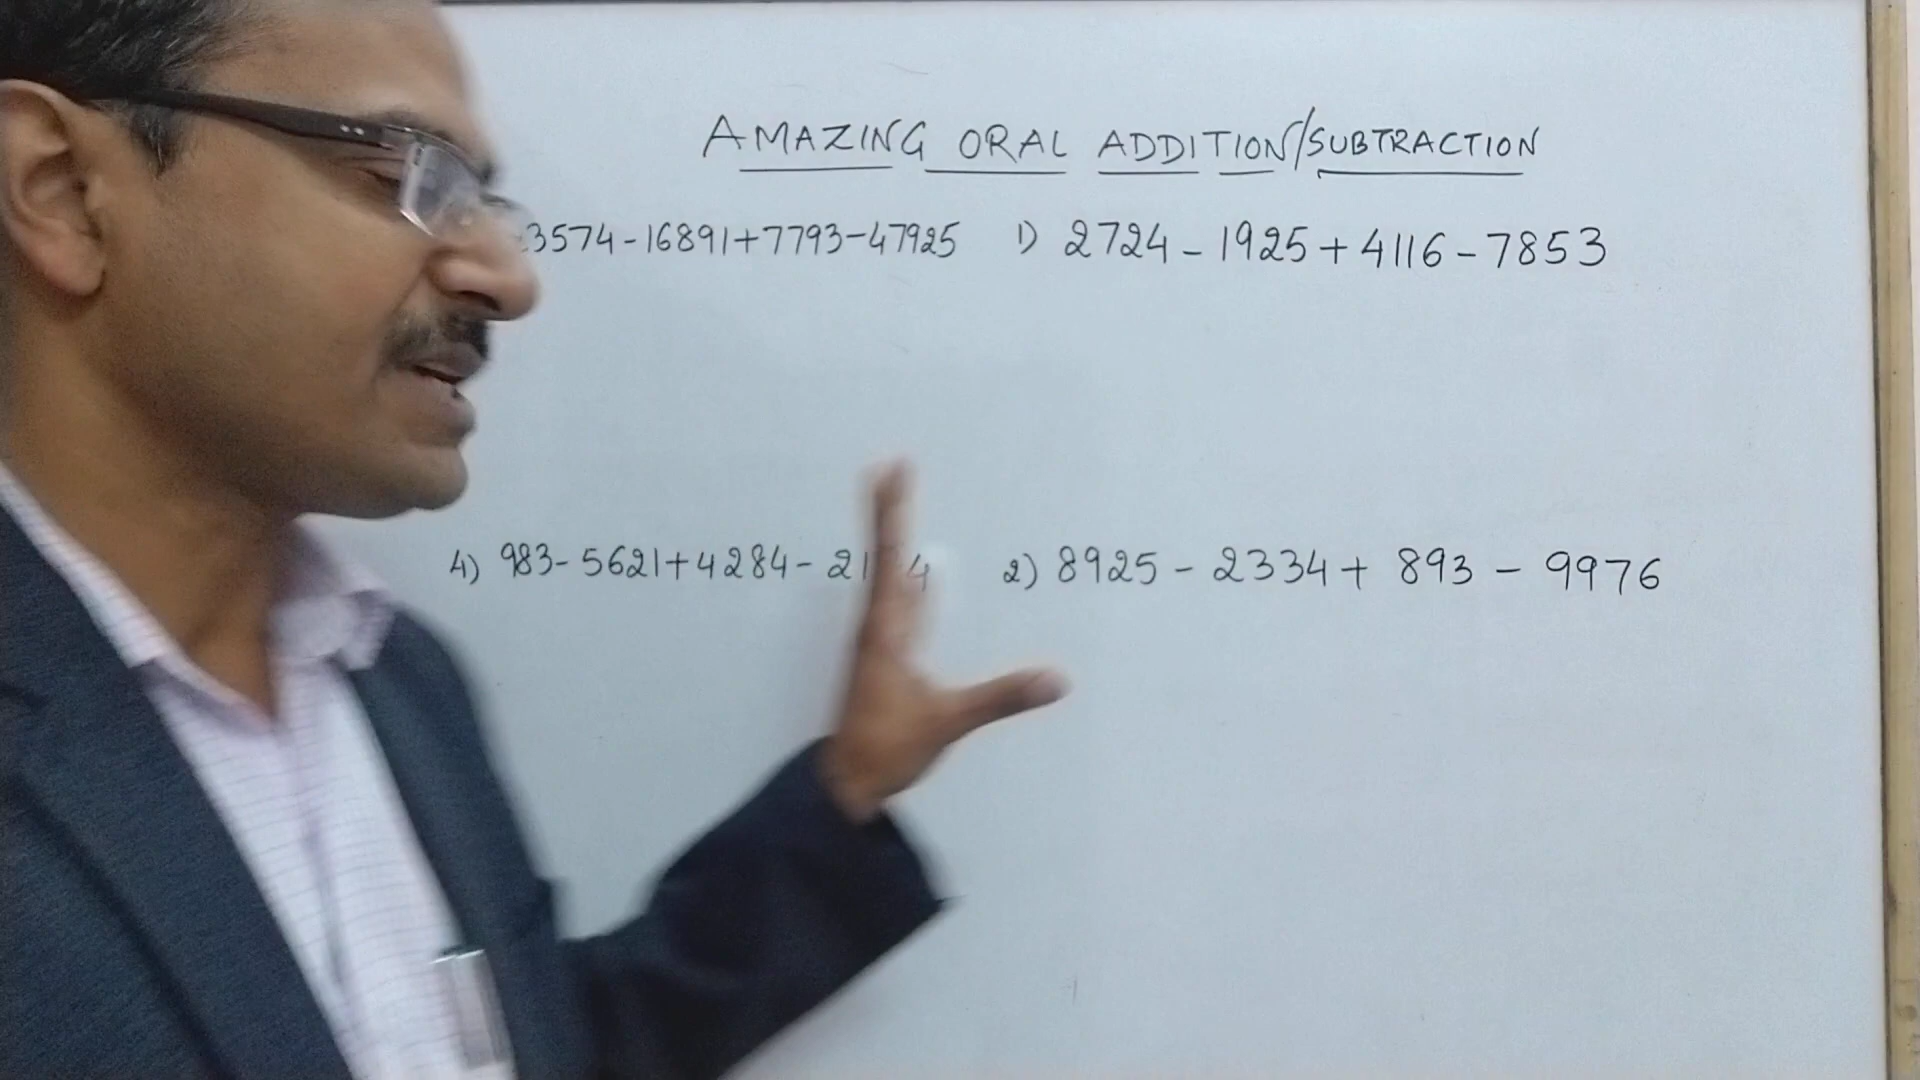 AMAZING ORAL ADDITION/SUBTRACTION
3574-16891+7793-47925
1) 2724-1925+4116-7853
4) 983-5621+4284-
2) 8925-2334+893-9976